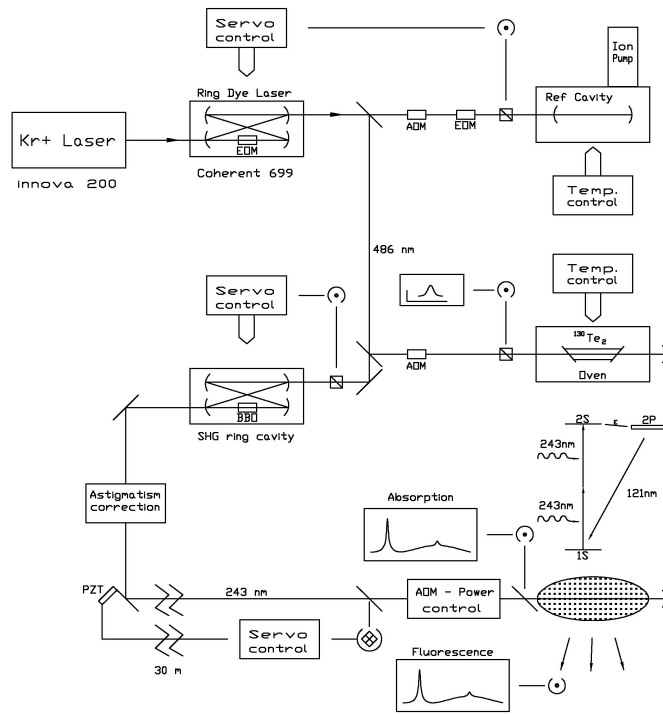 Servo
control
Ion
Pump
Ring Dye Laser
Ref Cavity
Kr+ Laser
EOM
AOM
EOM
Innova 200
Coherent 699
Temp.
control
486 nm
Servo
control
Temp.
control
130Te2
AOM
Oven
BBO
SHG ring cavity
2S
E
2P
243nm
121nm
243nm
1S
Astigmatism
correction
Absorption
PZT
243 nm
AOM - Power
control
Servo
control
30 m
Fluorescence